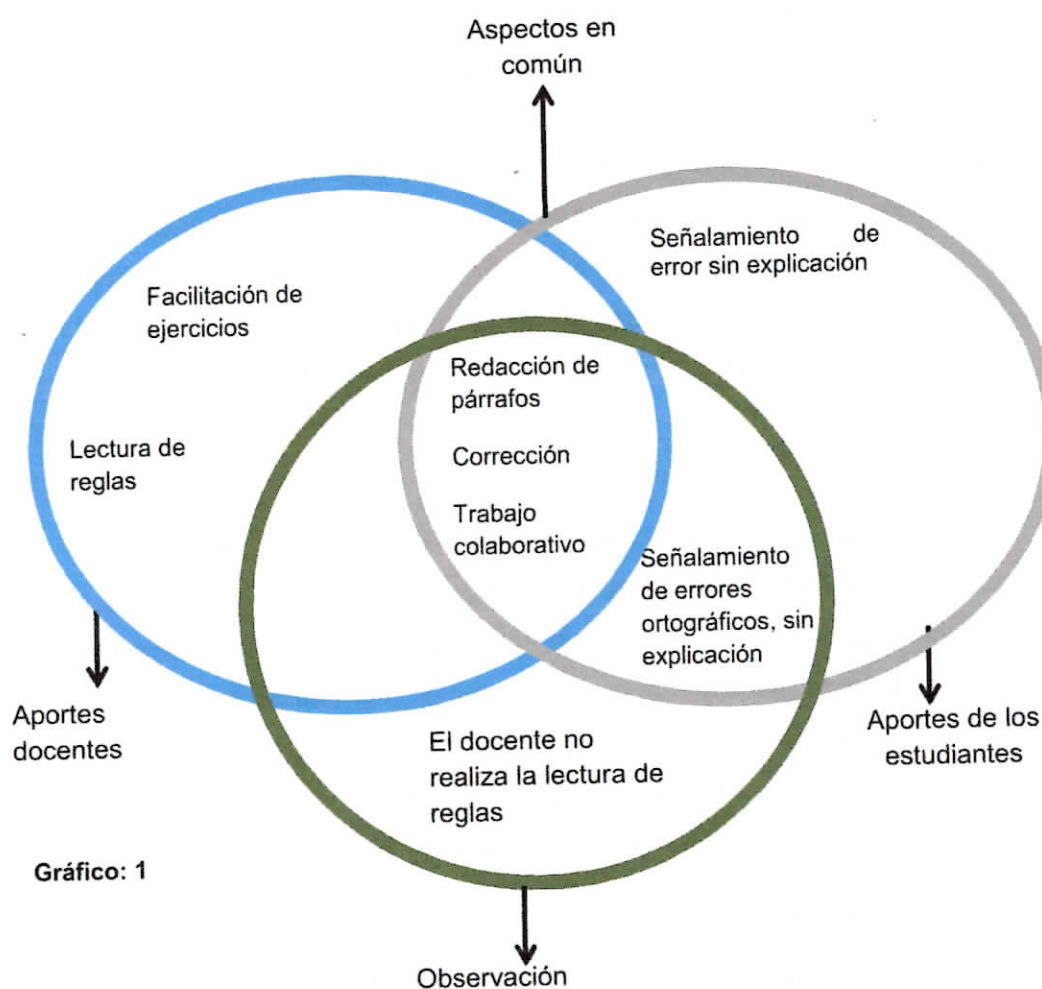 Aspectos en
común
Señalamiento de
error sin explicación
Facilitación de
ejercicios
Redacción de
párrafos
Lectura de
reglas
Corrección
Trabajo
colaborativo
Señalamiento
de errores
ortográficos, sin
explicación
Aportes
docentes
Aportes de los
estudiantes
El docente no
realiza la lectura de
reglas
Gráfico: 1
Observación